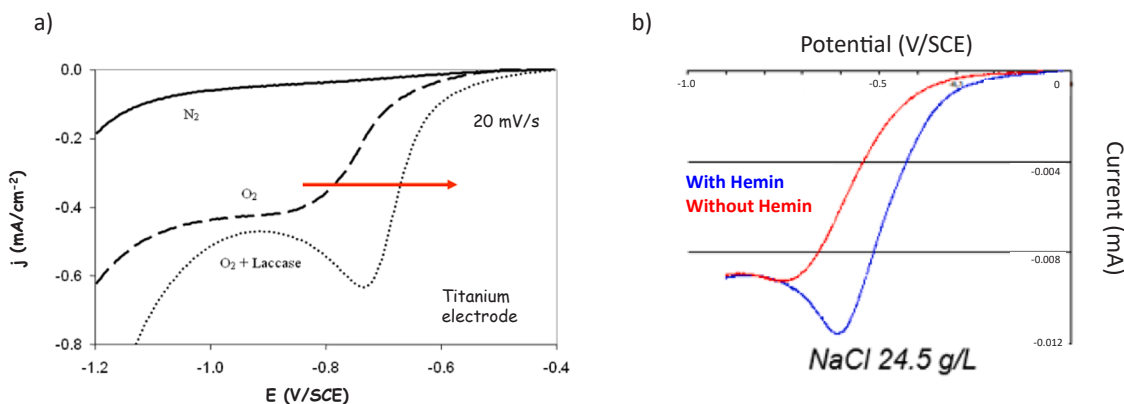 a)
0.0
-0.2
-0.4
-0.6
-0.8
j (mA/cm⁻²)
N₂
20 mV/s
O₂
O₂ + Laccase
Titanium
electrode
-1.2
-1.0
-0.8
-0.6
-0.4
E (V/SCE)
b)
Potential (V/SCE)
-1.0
-0.5
0
With Hemin
Without Hemin
-0.004
-0.008
-0.012
Current (mA)
NaCl 24.5 g/L